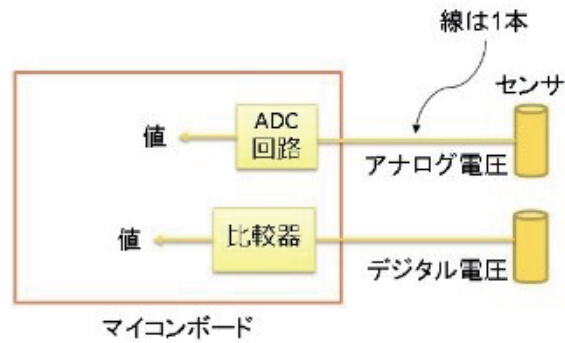 線は1本
センサ
ADC
回路
値
アナログ電圧
比較器
値
デジタル電圧
マイコンボード